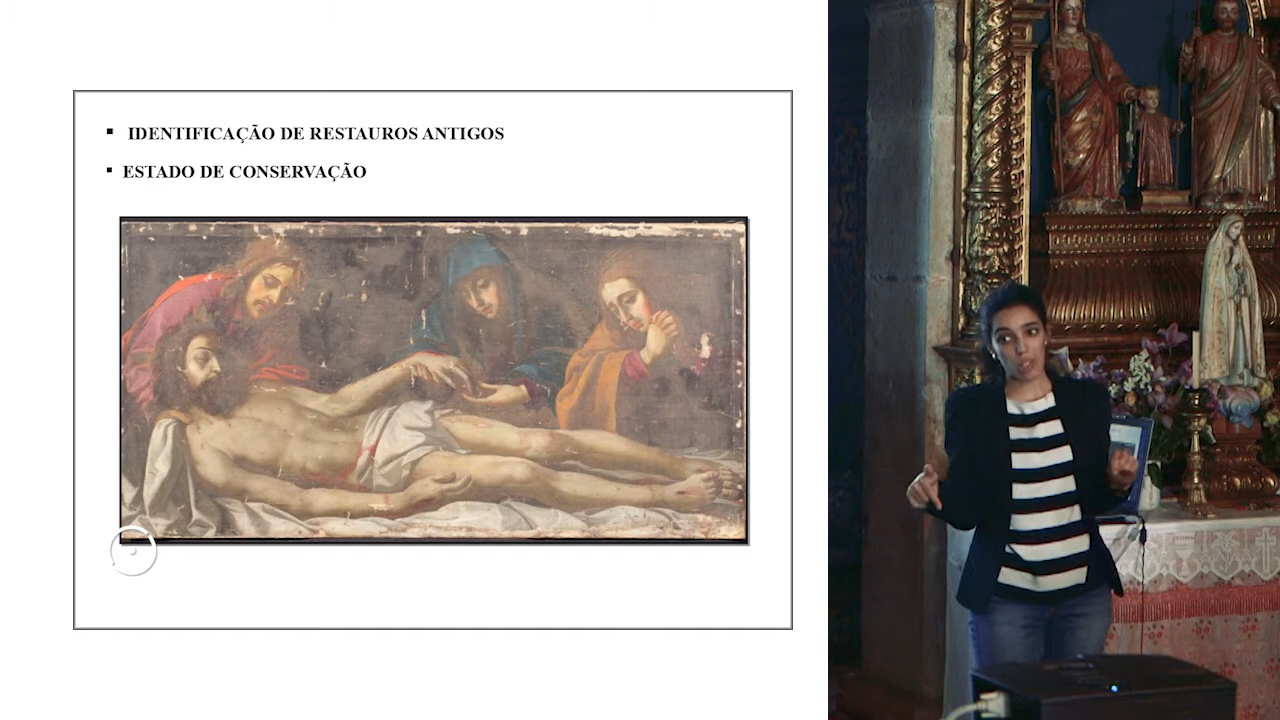 IDENTIFICAÇÃO DE RESTAUROS ANTIGOS
ESTADO DE CONSERVAÇÃO